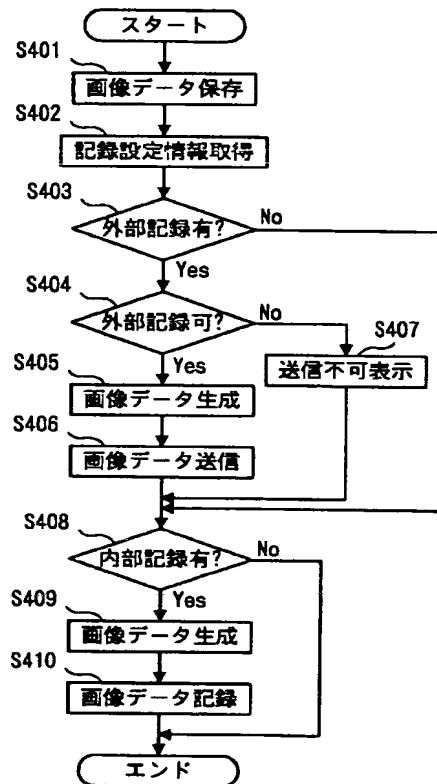 スタート
S401
画像データ保存
S402
記録設定情報取得
S403
外部記録有?
No
Yes
S404
外部記録可?
No
S407
Yes
送信不可表示
S405
画像データ生成
S406
画像データ送信
S408
内部記録有?
No
Yes
S409
画像データ生成
S410
画像データ記録
エンド